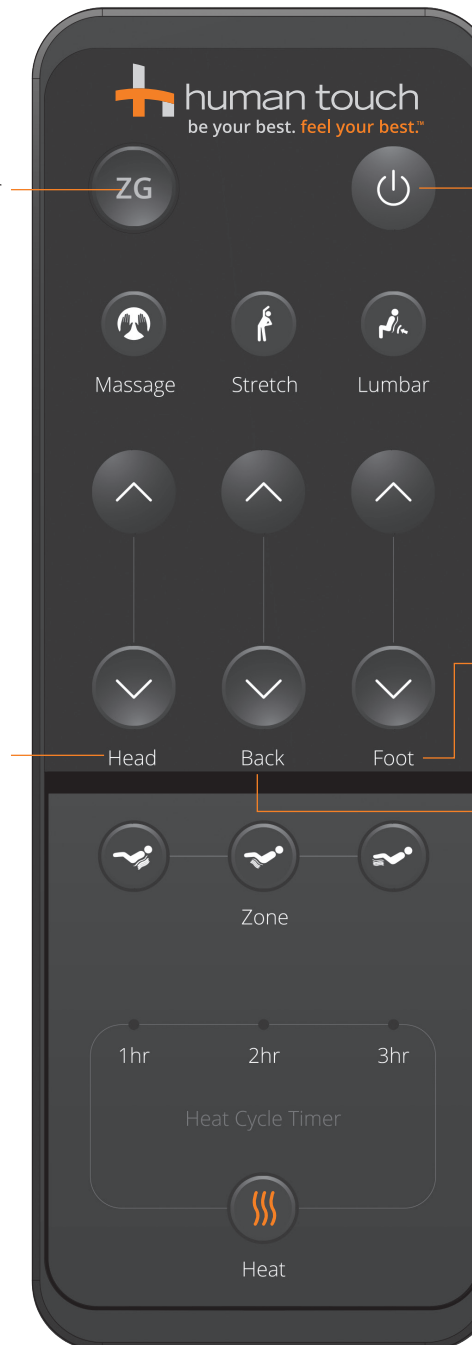 human touch
be your best. feel your best.™
ZG
Massage Stretch Lumbar
Head Back Foot
Zone
1hr 2hr 3hr
Heat Cycle Timer
Heat